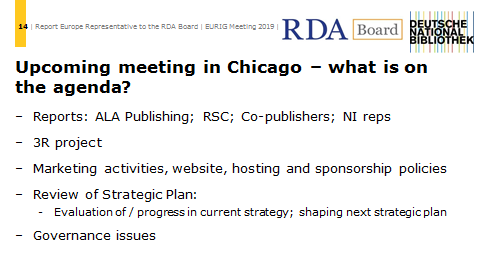 14 | Report Europe Representative to the RDA Board | EURIG Meeting 2019 |
RDA Board
DEUTSCHE
NATIONAL
BIBLIOTHEK
Upcoming meeting in Chicago – what is on
the agenda?
– Reports: ALA Publishing; RSC; Co-publishers; NI reps
– 3R project
– Marketing activities, website, hosting and sponsorship policies
– Review of Strategic Plan:
- Evaluation of / progress in current strategy; shaping next strategic plan
– Governance issues